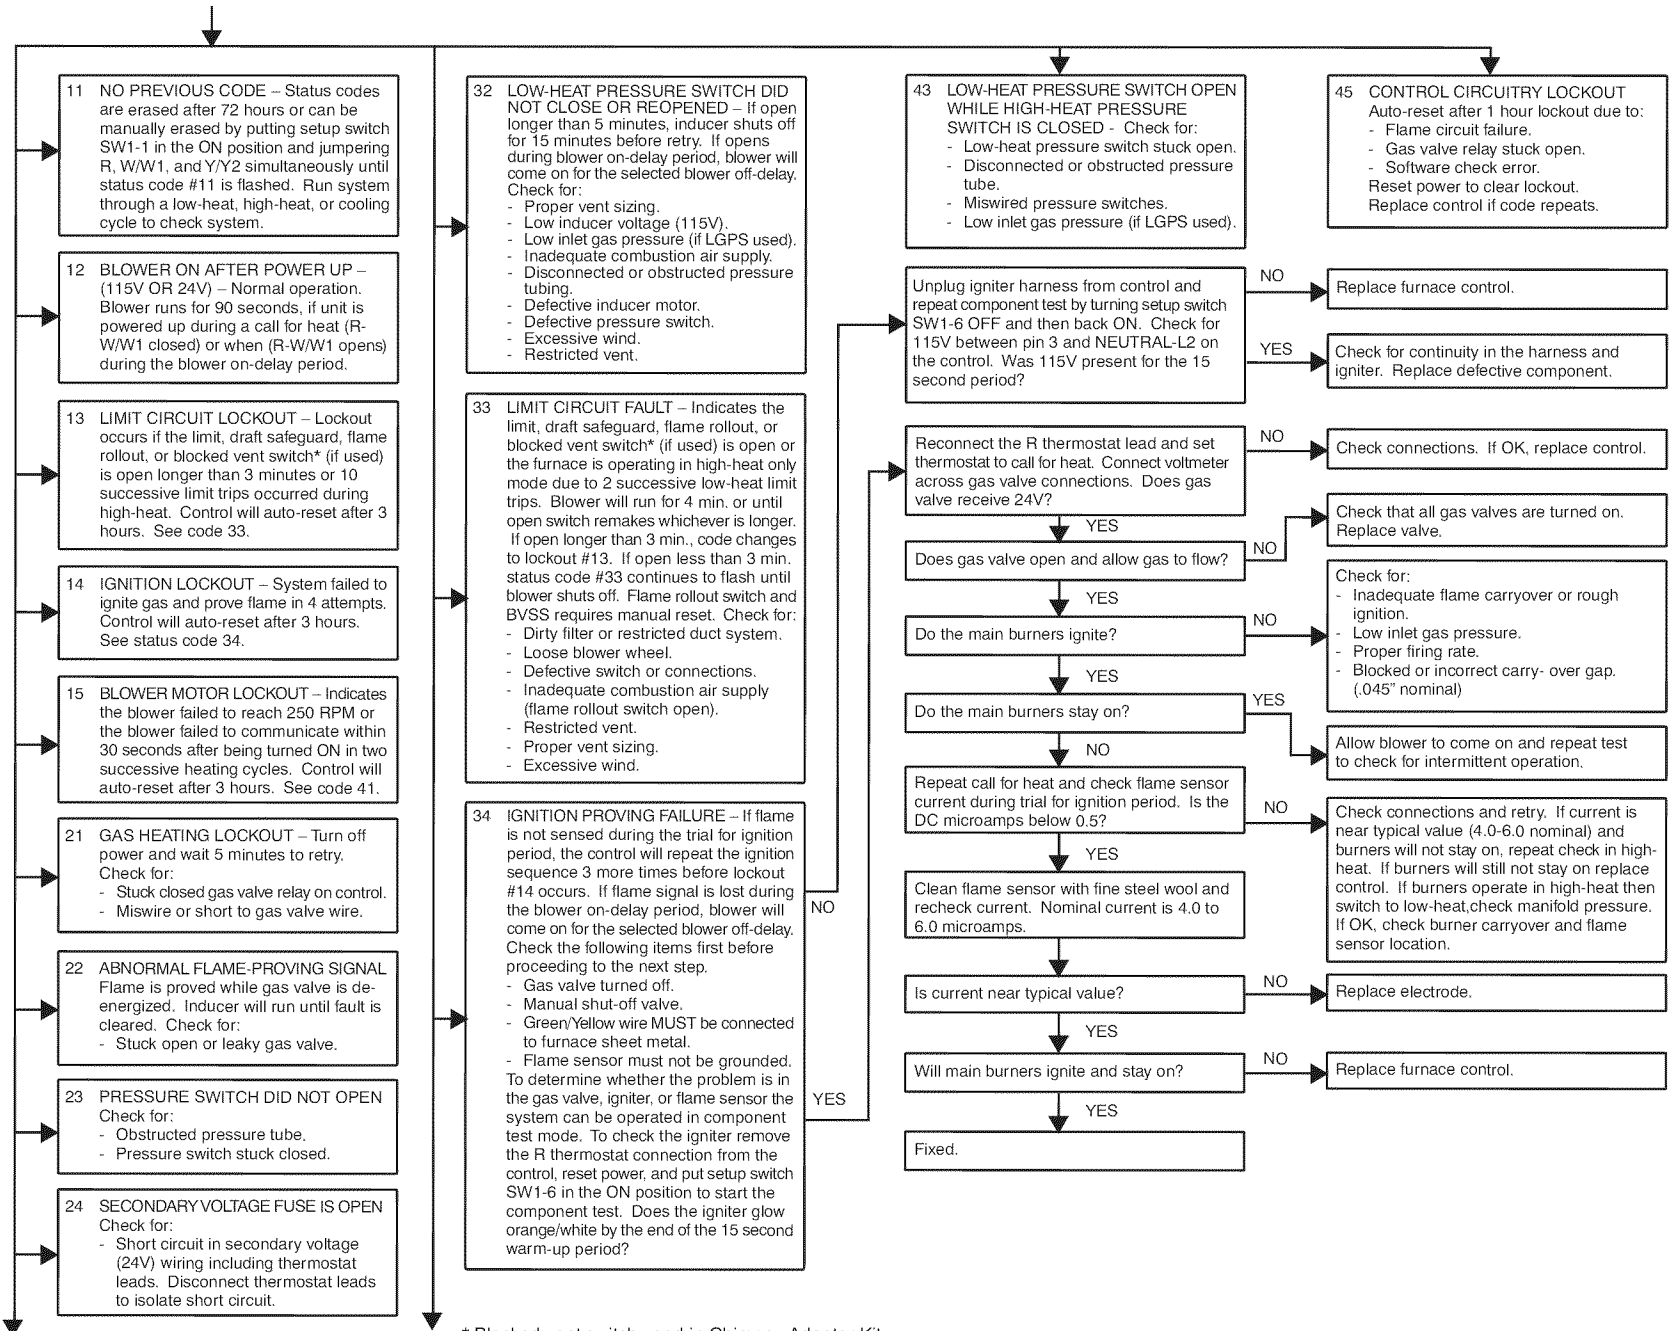 11 NO PREVIOUS CODE – Status codes
are erased after 72 hours or can be
manually erased by putting setup switch
SW1-1 in the ON position and jumpering
R, W/W1, and Y/Y2 simultaneously until
status code #11 is flashed. Run system
through a low-heat, high-heat, or cooling
cycle to check system.
12 BLOWER ON AFTER POWER UP –
(115V OR 24V) – Normal operation.
Blower runs for 90 seconds, if unit is
powered up during a call for heat (R-
W/W1 closed) or when (R-W/W1 opens)
during the blower on-delay period.
13 LIMIT CIRCUIT LOCKOUT – Lockout
occurs if the limit, draft safeguard, flame
rollout, or blocked vent switch* (if used)
is open longer than 3 minutes or 10
successive limit trips occurred during
high-heat. Control will auto-reset after 3
hours. See code 33.
14 IGNITION LOCKOUT – System failed to
ignite gas and prove flame in 4 attempts.
Control will auto-reset after 3 hours.
See status code 34.
15 BLOWER MOTOR LOCKOUT – Indicates
the blower failed to reach 250 RPM or
the blower failed to communicate within
30 seconds after being turned ON in two
successive heating cycles. Control will
auto-reset after 3 hours. See code 41.
21 GAS HEATING LOCKOUT – Turn off
power and wait 5 minutes to retry.
Check for:
- Stuck closed gas valve relay on control.
- Miswire or short to gas valve wire.
22 ABNORMAL FLAME-PROVING SIGNAL
Flame is proved while gas valve is de-
energized. Inducer will run until fault is
cleared. Check for:
- Stuck open or leaky gas valve.
23 PRESSURE SWITCH DID NOT OPEN
Check for:
- Obstructed pressure tube.
- Pressure switch stuck closed.
24 SECONDARY VOLTAGE FUSE IS OPEN
Check for:
- Short circuit in secondary voltage
(24V) wiring including thermostat
leads. Disconnect thermostat leads
to isolate short circuit.
32 LOW-HEAT PRESSURE SWITCH DID
NOT CLOSE OR REOPENED – If open
longer than 5 minutes, inducer shuts off
for 15 minutes before retry. If opens
during blower on-delay period, blower will
come on for the selected blower off-delay.
Check for:
- Proper vent sizing.
- Low inducer voltage (115V).
- Low inlet gas pressure (if LGPS used).
- Inadequate combustion air supply.
- Disconnected or obstructed pressure
tubing.
- Defective inducer motor.
- Defective pressure switch.
- Excessive wind.
- Restricted vent.
33 LIMIT CIRCUIT FAULT – Indicates the
limit, draft safeguard, flame rollout, or
or blocked vent switch* (if used) is open or
the furnace is operating in high-heat only
mode due to 2 successive low-heat limit
trips. Blower will run for 4 min. or until
open switch remakes whichever is longer.
If open longer than 3 min., code changes
to lockout #13. If open less than 3 min.
status code #33 continues to flash until
blower shuts off. Flame rollout switch and
BVSS requires manual reset. Check for:
- Dirty filter or restricted duct system.
- Loose blower wheel.
- Defective switch or connections.
- Inadequate combustion air supply
(flame rollout switch open).
- Restricted vent.
- Proper vent sizing.
- Excessive wind.
34 IGNITION PROVING FAILURE – If flame
is not sensed during the trial for ignition
period, the control will repeat the ignition
sequence 3 more times before lockout
#14 occurs. If flame signal is lost during
the blower on-delay period, blower will
come on for the selected blower off-delay.
Check the following items first before
proceeding to the next step.
- Gas valve turned off.
- Manual shut-off valve.
- Green/Yellow wire MUST be connected
to furnace sheet metal.
- Flame sensor must not be grounded.
To determine whether the problem is in
the gas valve, igniter, or flame sensor the
system can be operated in component
test mode. To check the igniter remove
the R thermostat connection from the
control, reset power, and put setup switch
SW1-6 in the ON position to start the
component test. Does the igniter glow
orange/white by the end of the 15 second
warm-up period?
NO
YES
43 LOW-HEAT PRESSURE SWITCH OPEN
WHILE HIGH-HEAT PRESSURE
SWITCH IS CLOSED - Check for:
- Low-heat pressure switch stuck open.
- Disconnected or obstructed pressure
tube.
- Miswired pressure switches.
- Low inlet gas pressure (if LGPS used).
45 CONTROL CIRCUITRY LOCKOUT
Auto-reset after 1 hour lockout due to:
- Flame circuit failure.
- Gas valve relay stuck open.
- Software check error.
Reset power to clear lockout.
Replace control if code repeats.
Unplug igniter harness from control and
repeat component test by turning setup switch
SW1-6 OFF and then back ON. Check for
115V between pin 3 and NEUTRAL-L2 on
the control. Was 115V present for the 15
second period?
NO
Replace furnace control.
YES
Check for continuity in the harness and
igniter. Replace defective component.
Reconnect the R thermostat lead and set
thermostat to call for heat. Connect voltmeter
across gas valve connections. Does gas
valve receive 24V?
NO
Check connections. If OK, replace control.
YES
Does gas valve open and allow gas to flow?
NO
Check that all gas valves are turned on.
Replace valve.
YES
Do the main burners ignite?
NO
Check for:
- Inadequate flame carryover or rough
ignition.
- Low inlet gas pressure.
- Proper firing rate.
- Blocked or incorrect carry- over gap.
(.045” nominal)
YES
Do the main burners stay on?
YES
Allow blower to come on and repeat test
to check for intermittent operation.
NO
Repeat call for heat and check flame sensor
current during trial for ignition period. Is the
DC microamps below 0.5?
NO
Check connections and retry. If current is
near typical value (4.0-6.0 nominal) and
burners will not stay on, repeat check in high-
heat. If burners will still not stay on replace
control. If burners operate in high-heat then
switch to low-heat,check manifold pressure.
If OK, check burner carryover and flame
sensor location.
YES
Clean flame sensor with fine steel wool and
recheck current. Nominal current is 4.0 to
6.0 microamps.
Is current near typical value?
NO
Replace electrode.
YES
Will main burners ignite and stay on?
NO
Replace furnace control.
YES
Fixed.